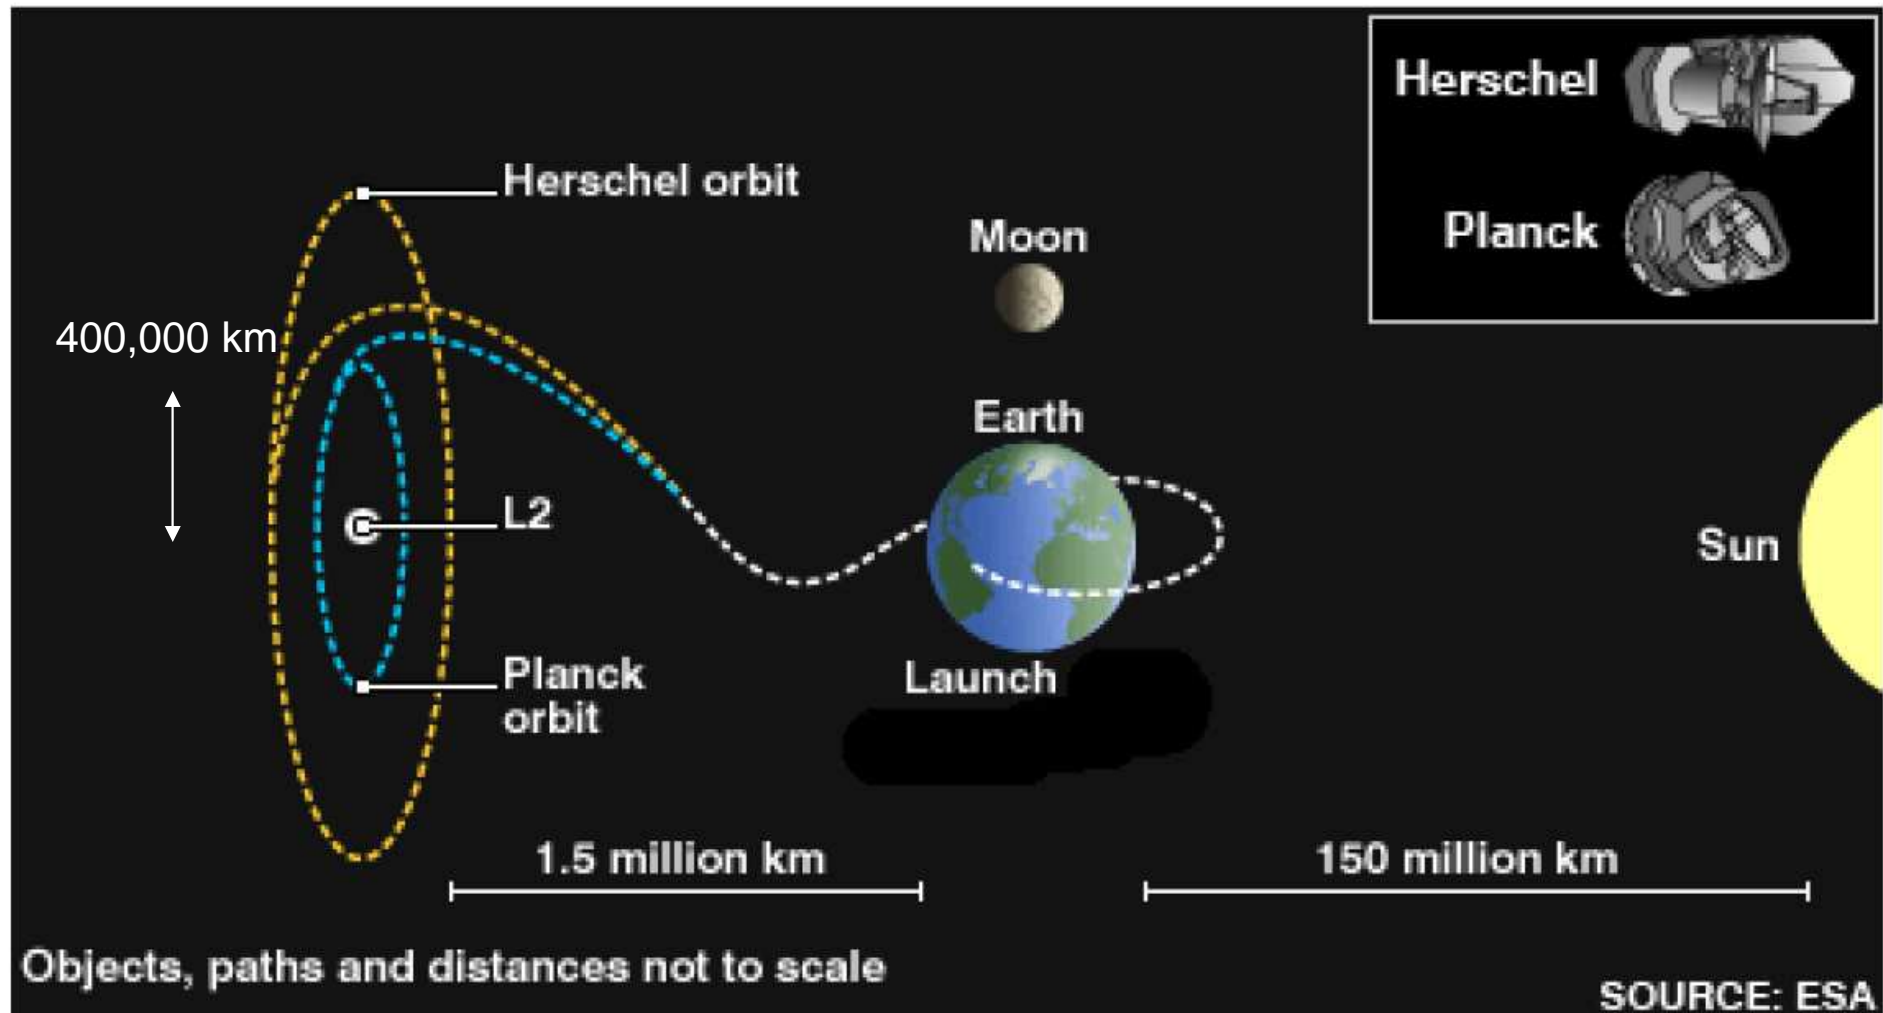 Herschel
Planck
Herschel orbit
Moon
400,000 km
Earth
L2
Sun
Planck
orbit
Launch
1.5 million km
150 million km
Objects, paths and distances not to scale
SOURCE: ESA